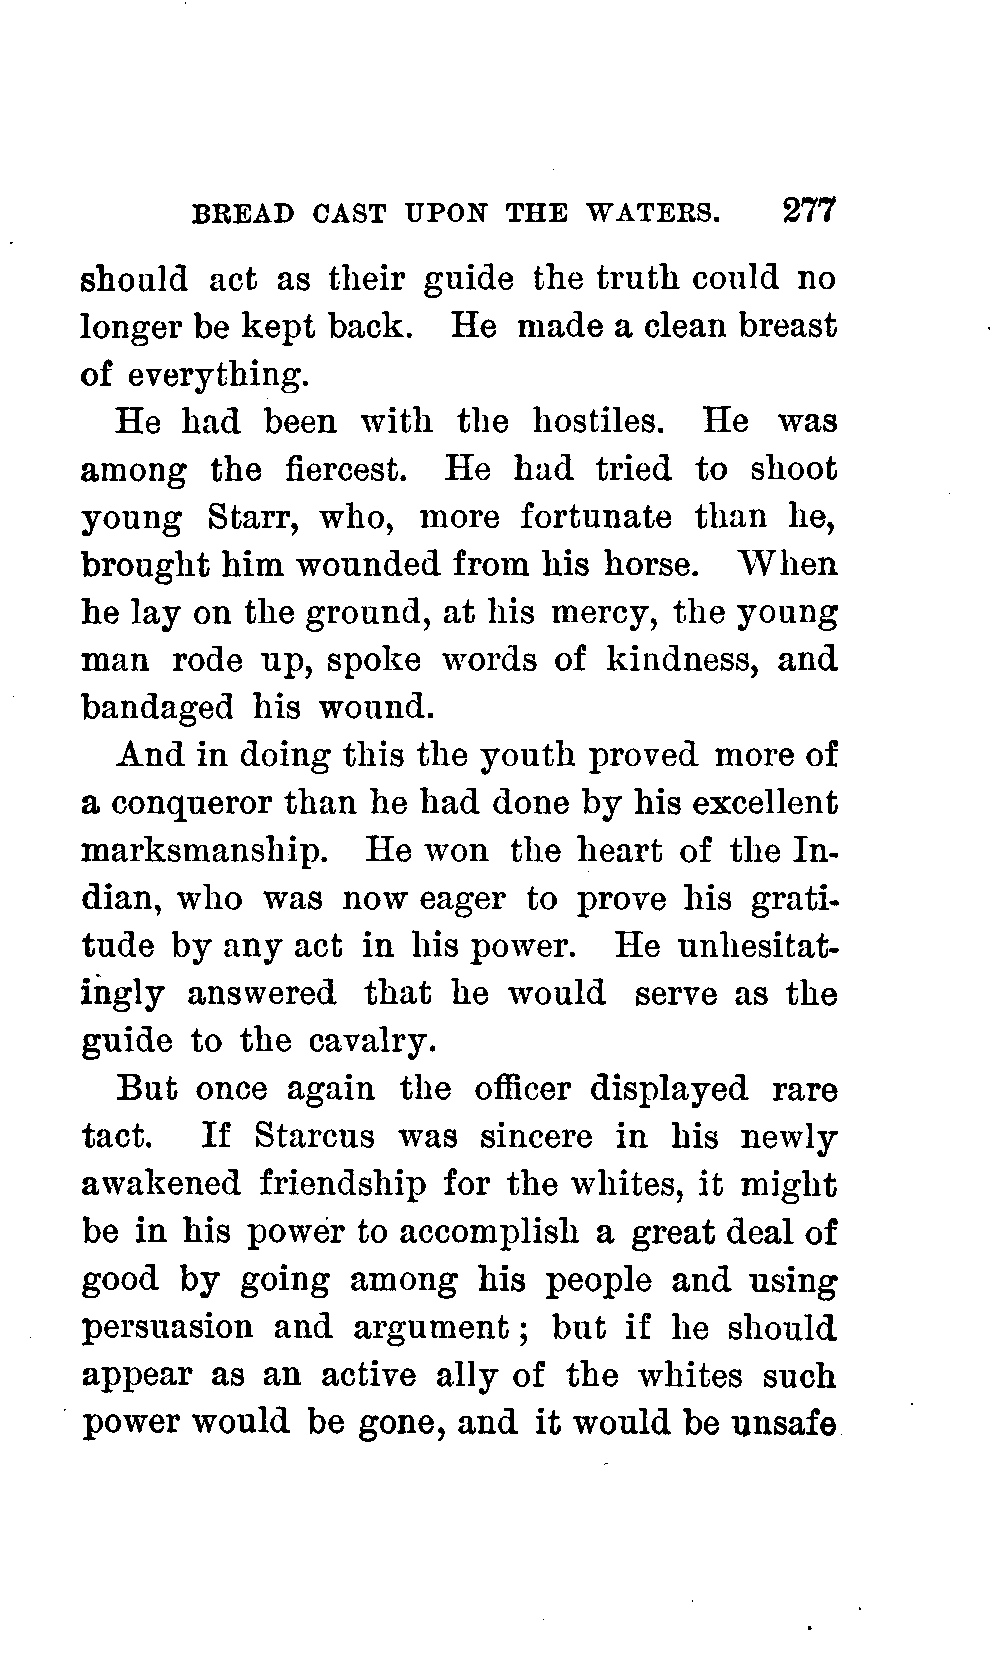 BREAD CAST UPON THE WATERS. 277
should act as their guide the truth could no
longer be kept back. He made a clean breast
of everything.
He had been with the hostiles. He was
among the fiercest. He had tried to shoot
young Starr, who, more fortunate than he,
brought him wounded from his horse. When
he lay on the ground, at his mercy, the young
man rode up, spoke words of kindness, and
bandaged his wound.
And in doing this the youth proved more of
a conqueror than he had done by his excellent
marksmanship. He won the heart of the In-
dian, who was now eager to prove his grati-
tude by any act in his power. He unhesitat-
ingly answered that he would serve as the
guide to the cavalry.
But once again the officer displayed rare
tact. If Starcus was sincere in his newly
awakened friendship for the whites, it might
be in his power to accomplish a great deal of
good by going among his people and using
persuasion and argument; but if he should
appear as an active ally of the whites such
power would be gone, and it would be unsafe